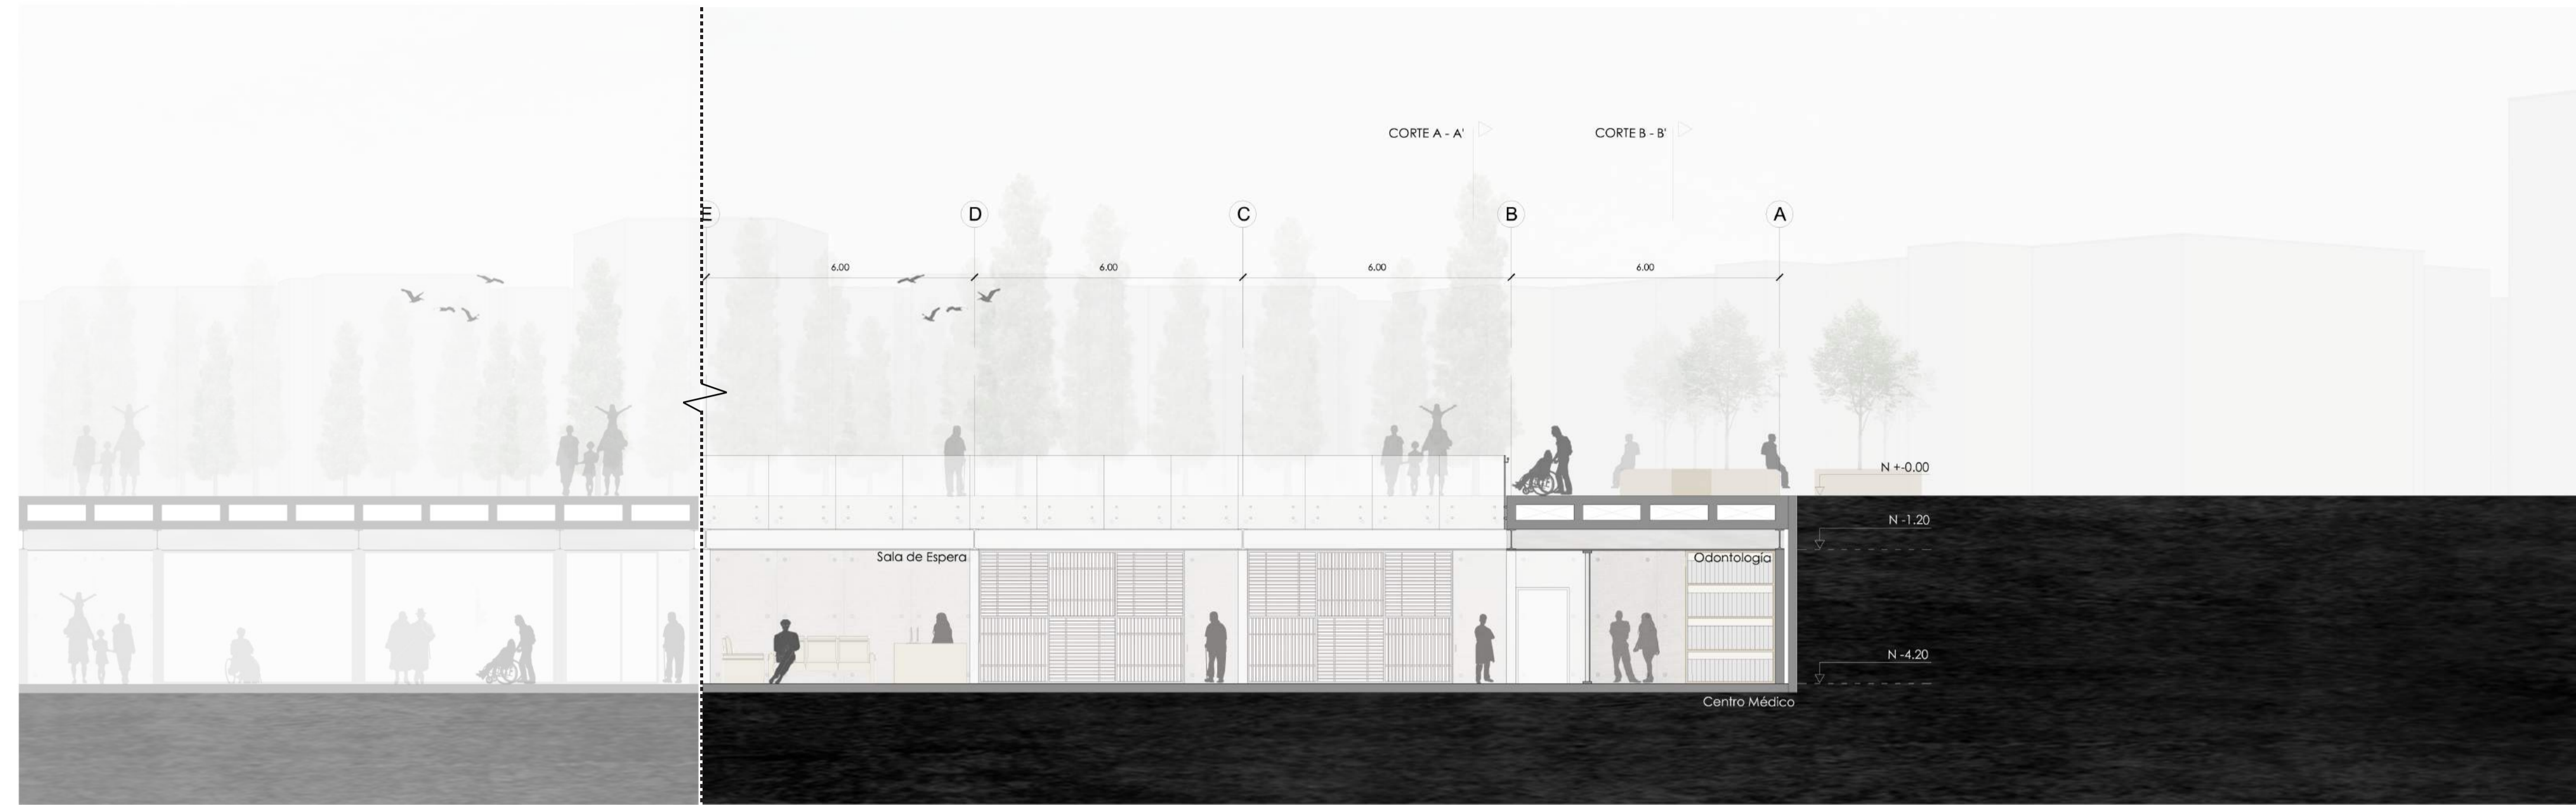 CORTE A - A'
CORTE B - B'
E
D
C
B
A
6.00
6.00
6.00
6.00
N +-0.00
N -1.20
Sala de Espera
Odontología
N -4.20
Centro Médico